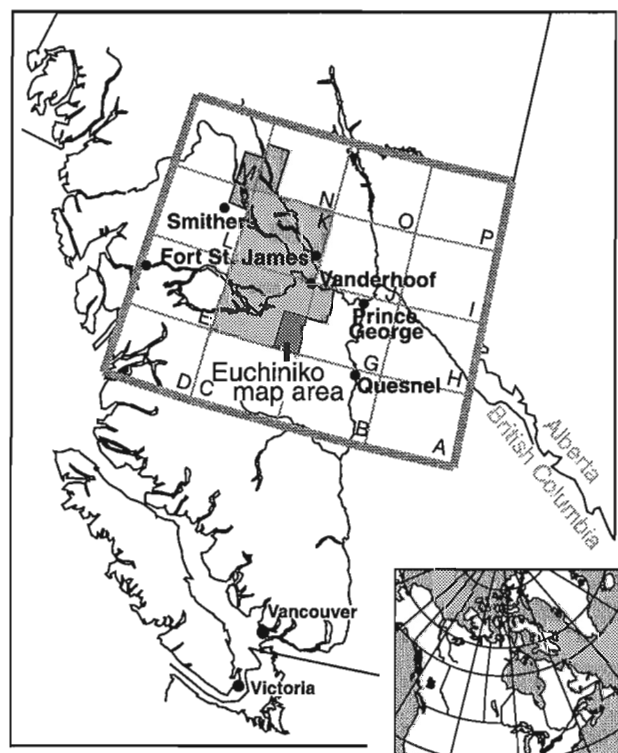 M
N
O
P
Smithers
K
L
Fort St. James
Vanderhoof
J
I
E
Prince
George
Euchiniko
map area
G
H
D
C
Quesnel
B
A
Alberta
British Columbia
Vancouver
Victoria